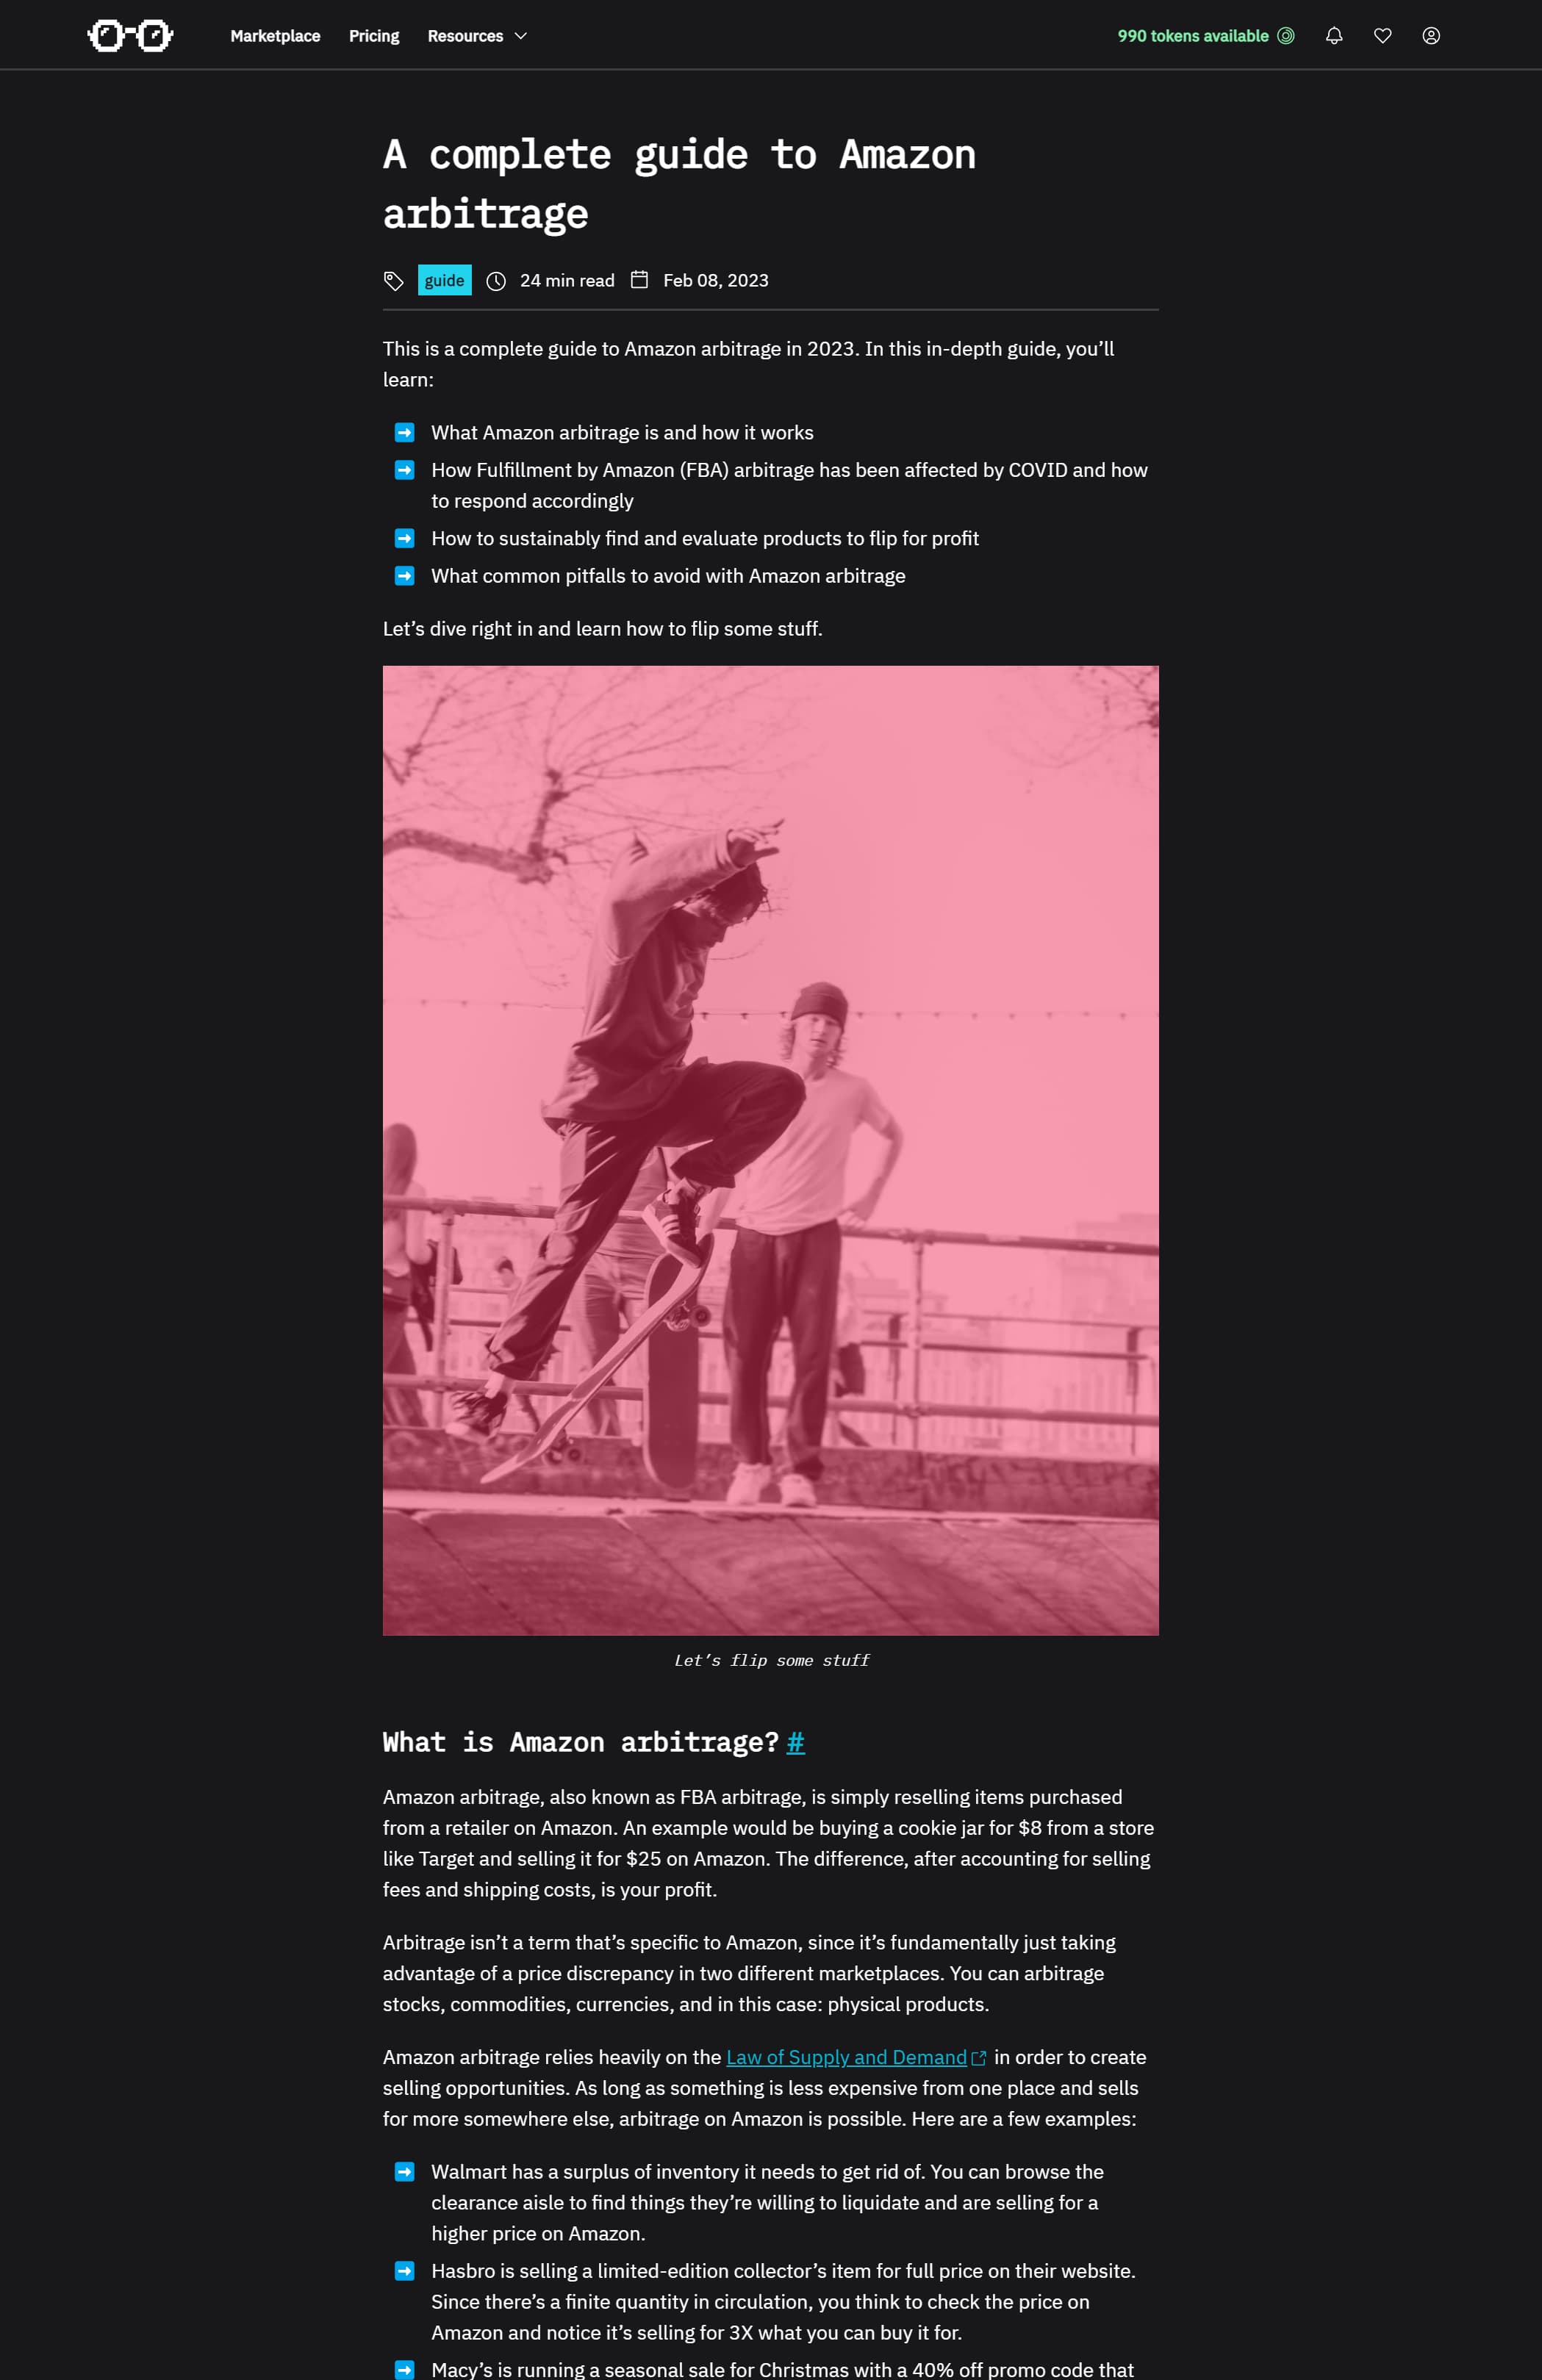 Marketplace Pricing Resources 990 tokens available
A complete guide to Amazon
arbitrage
guide 24 min read Feb 08, 2023
This is a complete guide to Amazon arbitrage in 2023. In this in-depth guide, you’ll
learn:
What Amazon arbitrage is and how it works
How Fulfillment by Amazon (FBA) arbitrage has been affected by COVID and how
to respond accordingly
How to sustainably find and evaluate products to flip for profit
What common pitfalls to avoid with Amazon arbitrage
Let’s dive right in and learn how to flip some stuff.
Let’s flip some stuff
What is Amazon arbitrage? #
Amazon arbitrage, also known as FBA arbitrage, is simply reselling items purchased
from a retailer on Amazon. An example would be buying a cookie jar for $8 from a store
like Target and selling it for $25 on Amazon. The difference, after accounting for selling
fees and shipping costs, is your profit.
Arbitrage isn’t a term that’s specific to Amazon, since it’s fundamentally just taking
advantage of a price discrepancy in two different marketplaces. You can arbitrage
stocks, commodities, currencies, and in this case: physical products.
Amazon arbitrage relies heavily on the Law of Supply and Demand in order to create
selling opportunities. As long as something is less expensive from one place and sells
for more somewhere else, arbitrage on Amazon is possible. Here are a few examples:
Walmart has a surplus of inventory it needs to get rid of. You can browse the
clearance aisle to find things they’re willing to liquidate and are selling for a
higher price on Amazon.
Hasbro is selling a limited-edition collector’s item for full price on their website.
Since there’s a finite quantity in circulation, you think to check the price on
Amazon and notice it’s selling for 3X what you can buy it for.
Macy’s is running a seasonal sale for Christmas with a 40% off promo code that